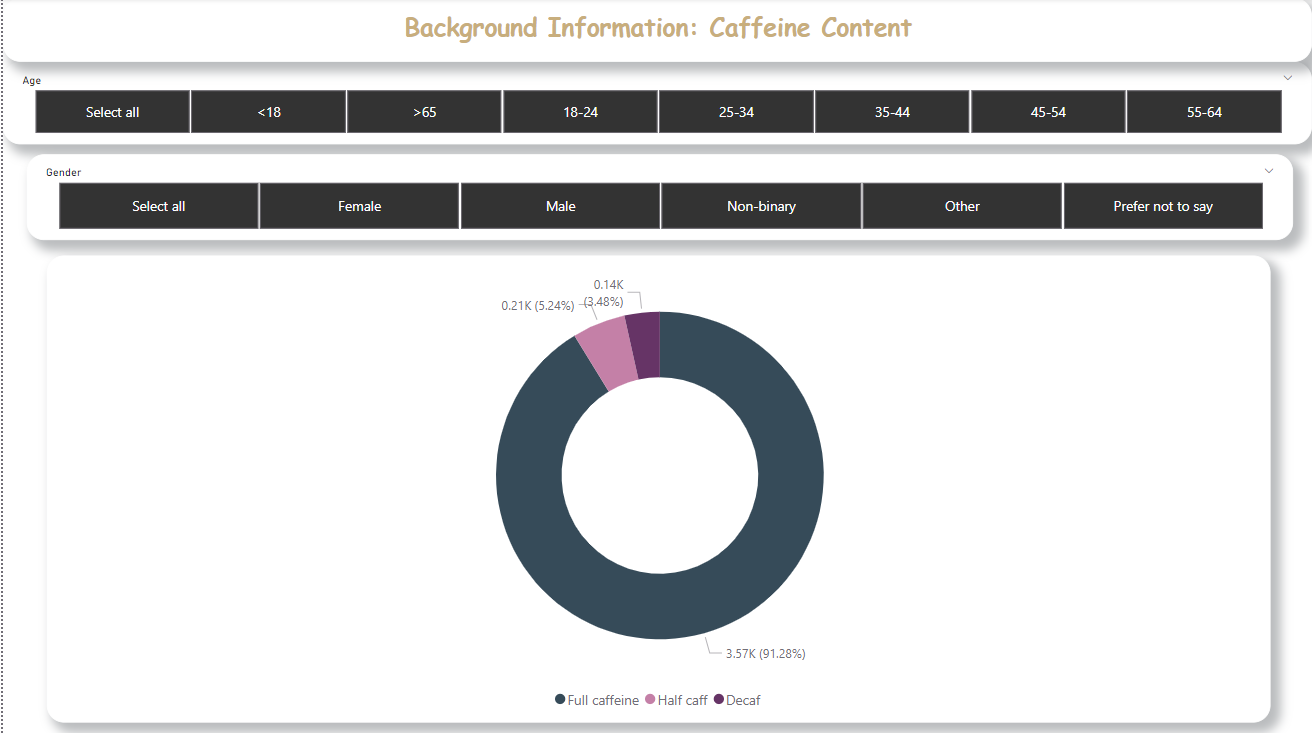 Background Information: Caffeine Content
Age
Select all <18 >65 18-24 25-34 35-44 45-54 55-64
Gender
Select all Female Male Non-binary Other Prefer not to say
0.14K
(3.48%)
0.21K (5.24%)
3.57K (91.28%)
Full caffeine Half caff Decaf